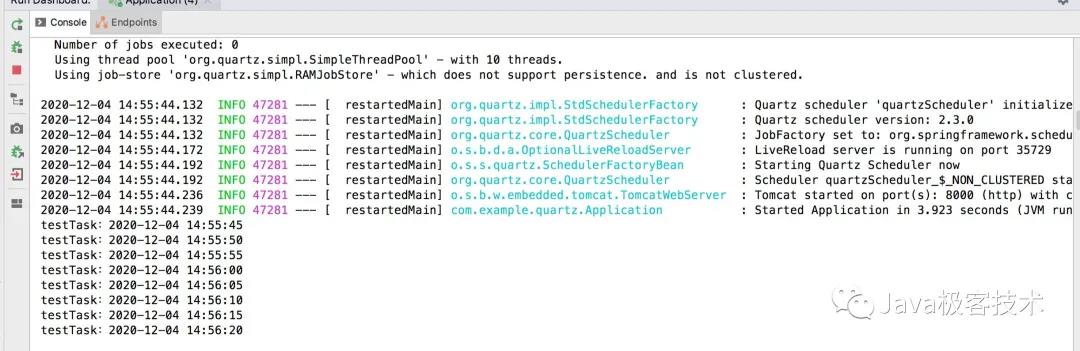 Run Dashboard: Application (4)
Console Endpoints
Number of jobs executed: 0
Using thread pool 'org.quartz.simpl.SimpleThreadPool' - with 10 threads.
Using job-store 'org.quartz.simpl.RAMJobStore' - which does not support persistence. and is not clustered.
2020-12-04 14:55:44.132 INFO 47281 --- [ restartedMain] org.quartz.impl.StdSchedulerFactory : Quartz scheduler 'quartzScheduler' initialize
2020-12-04 14:55:44.132 INFO 47281 --- [ restartedMain] org.quartz.impl.StdSchedulerFactory : Quartz scheduler version: 2.3.0
2020-12-04 14:55:44.132 INFO 47281 --- [ restartedMain] org.quartz.core.QuartzScheduler : JobFactory set to: org.springframework.schedu
2020-12-04 14:55:44.172 INFO 47281 --- [ restartedMain] o.s.b.d.a.OptionalLiveReloadServer : LiveReload server is running on port 35729
2020-12-04 14:55:44.192 INFO 47281 --- [ restartedMain] o.s.s.quartz.SchedulerFactoryBean : Starting Quartz Scheduler now
2020-12-04 14:55:44.192 INFO 47281 --- [ restartedMain] org.quartz.core.QuartzScheduler : Scheduler quartzScheduler_$_NON_CLUSTERED sta
2020-12-04 14:55:44.236 INFO 47281 --- [ restartedMain] o.s.b.w.embedded.tomcat.TomcatWebServer : Tomcat started on port(s): 8000 (http) with c
2020-12-04 14:55:44.239 INFO 47281 --- [ restartedMain] com.example.quartz.Application : Started Application in 3.923 seconds (JVM run
testTask：2020-12-04 14:55:45
testTask：2020-12-04 14:55:50
testTask：2020-12-04 14:55:55
testTask：2020-12-04 14:56:00
testTask：2020-12-04 14:56:05
testTask：2020-12-04 14:56:10
testTask：2020-12-04 14:56:15
testTask：2020-12-04 14:56:20
Java极客技术